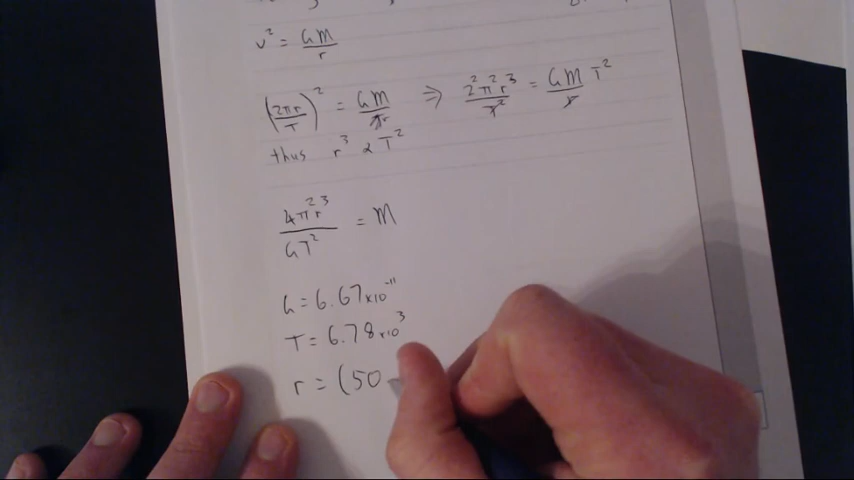 v² = GM/r
(2πr/T)² = GM/r ⇒ 2²π²r³/T² = GM T²/r
thus r³ α T²
4π²r³/GT² = M
G = 6.67×10⁻¹¹
T = 6.78×10³
r = (50